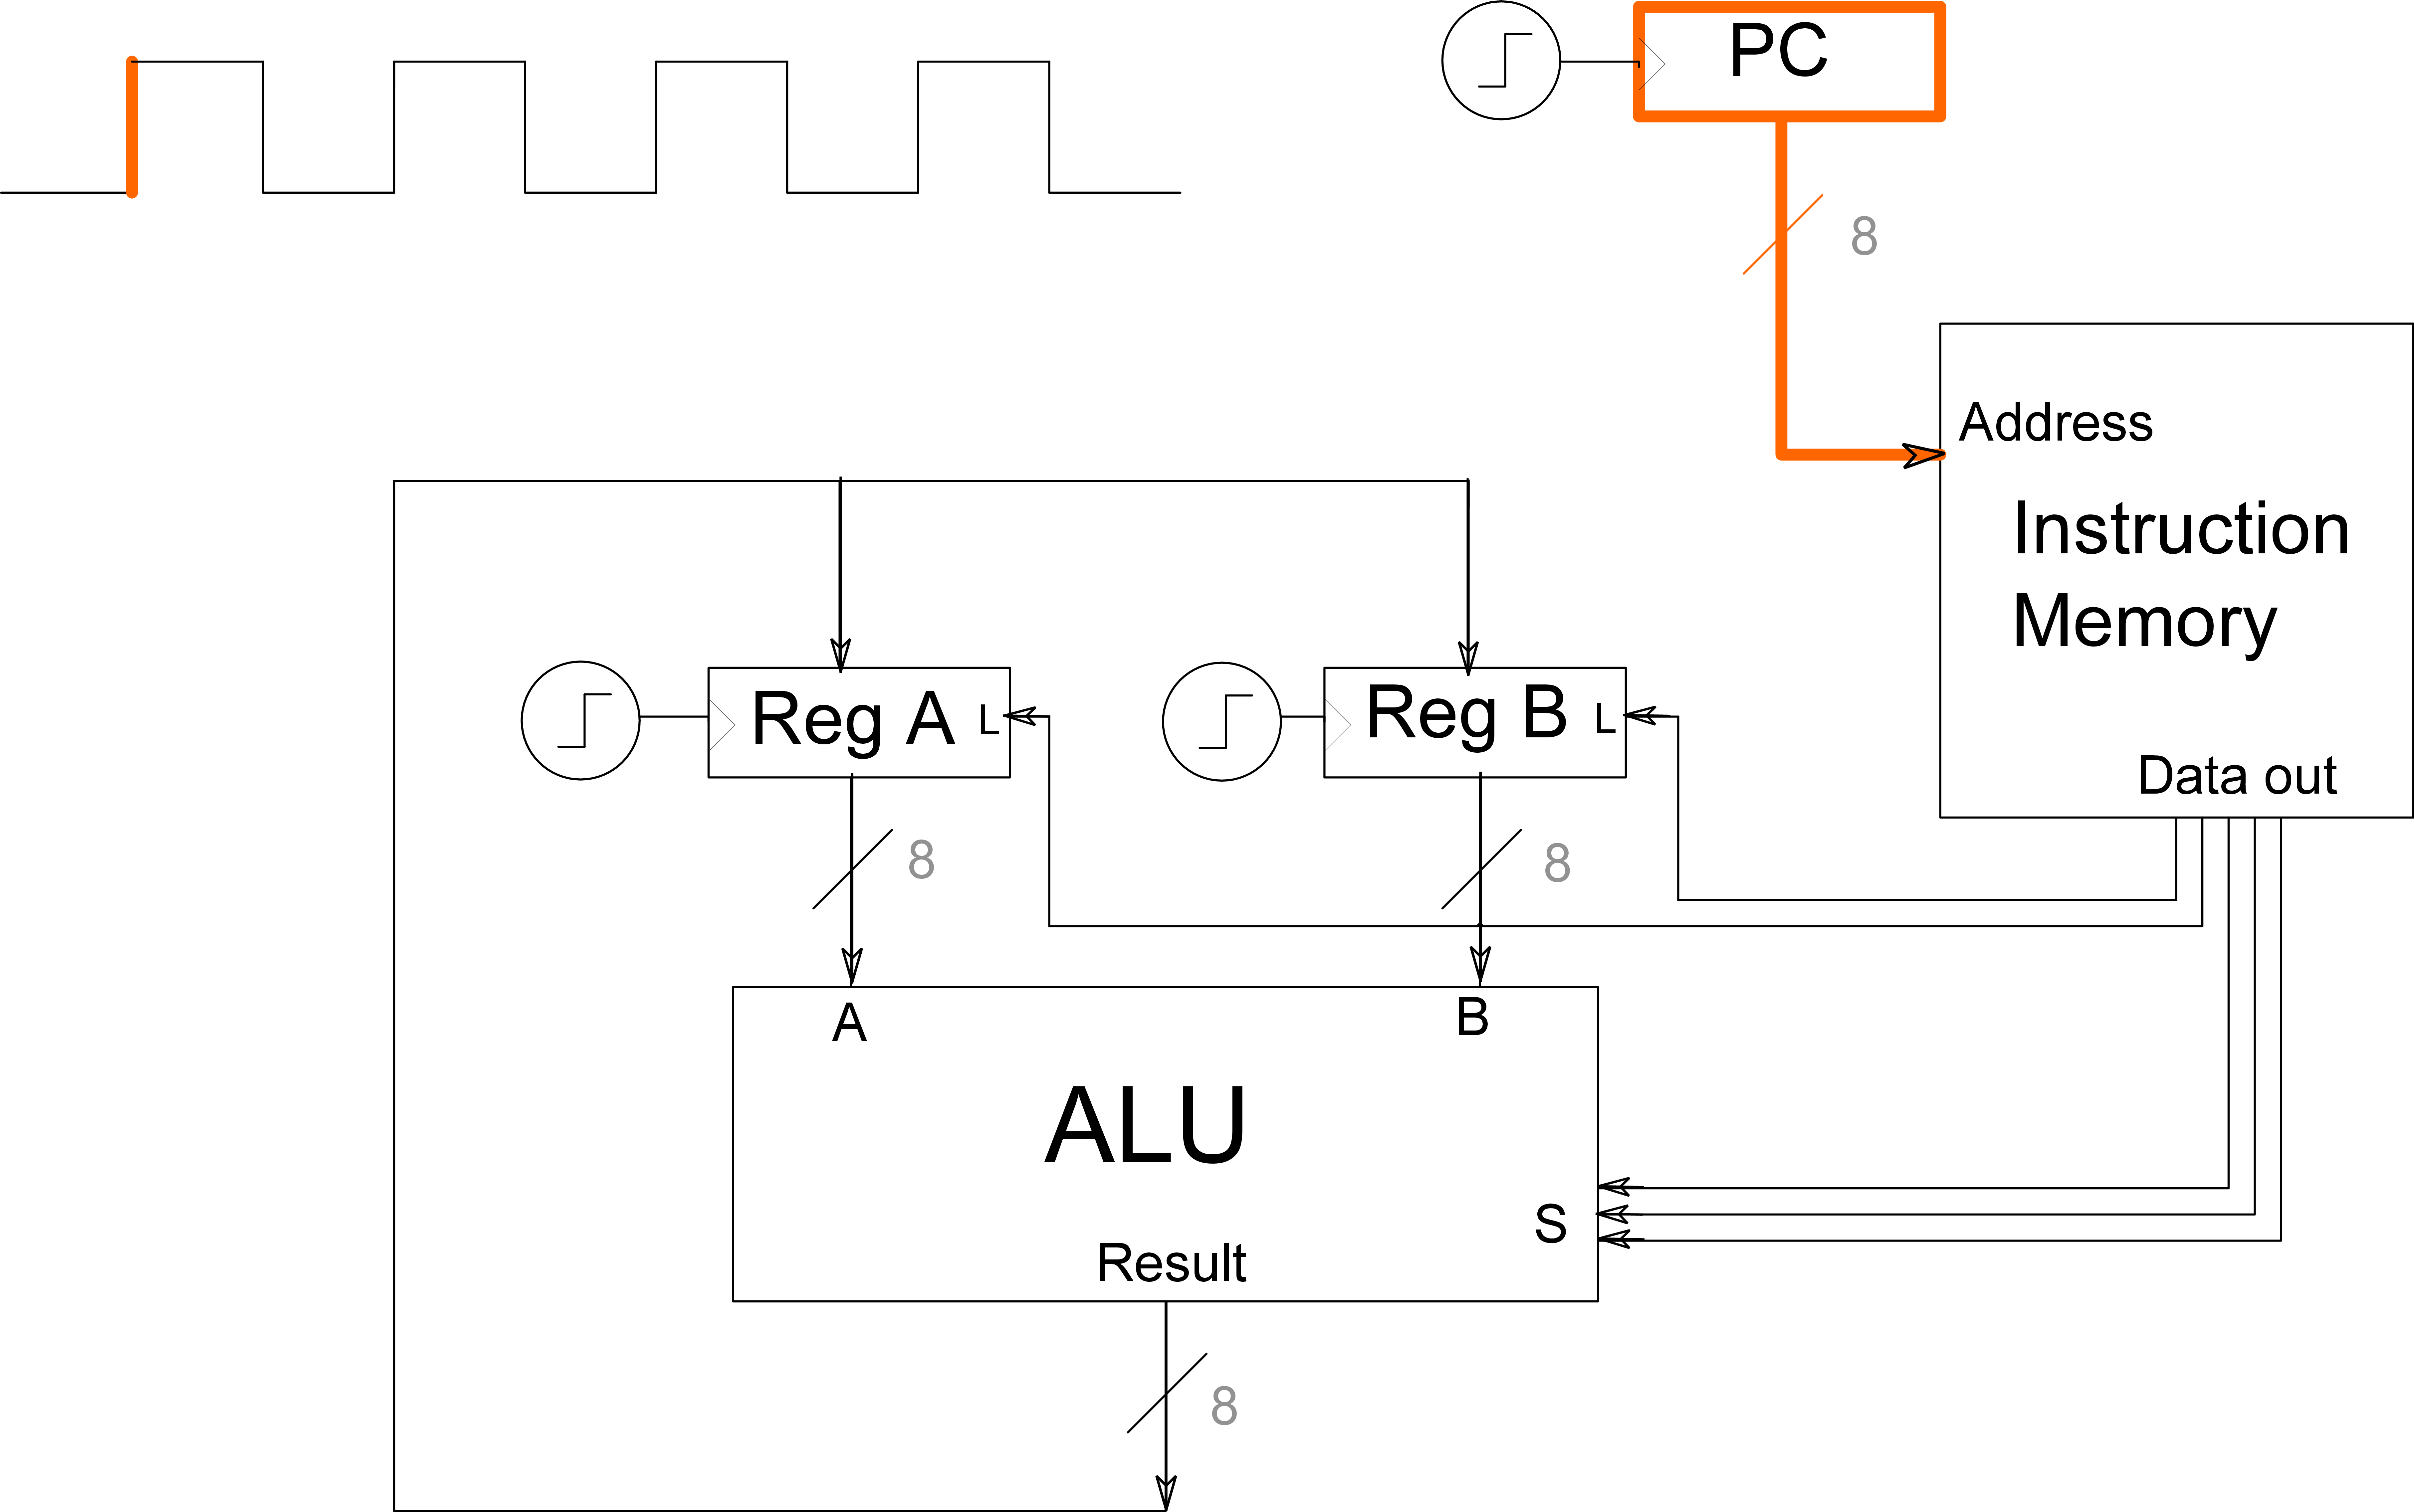 PC
8
Address
Instruction
Memory
Reg A L
Reg B L
Data out
8
8
A
B
ALU
S
Result
8